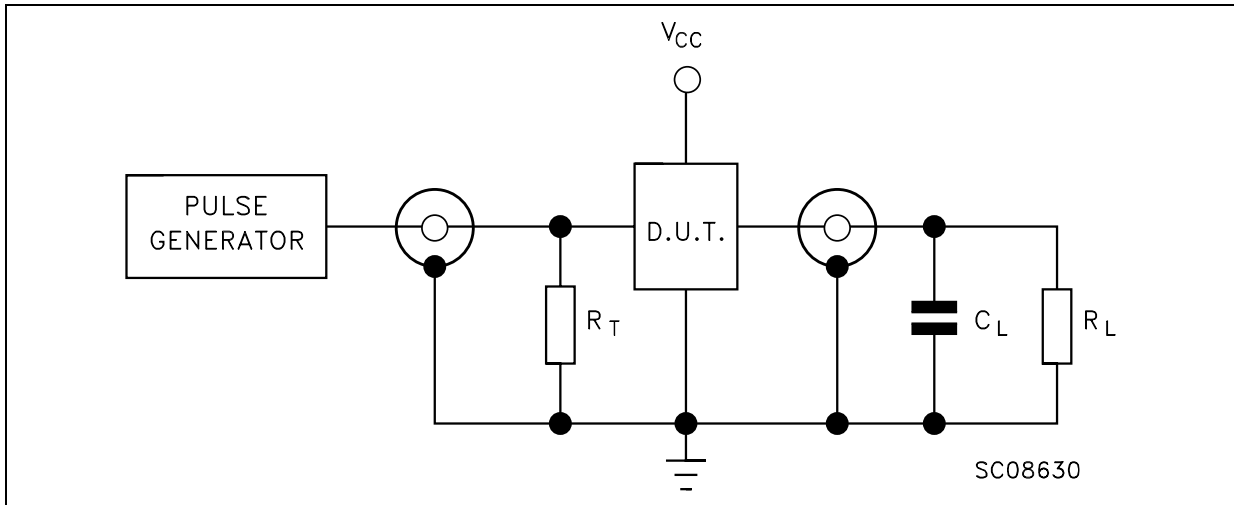 VCC
PULSE
GENERATOR
D.U.T.
RT
CL
RL
SC08630